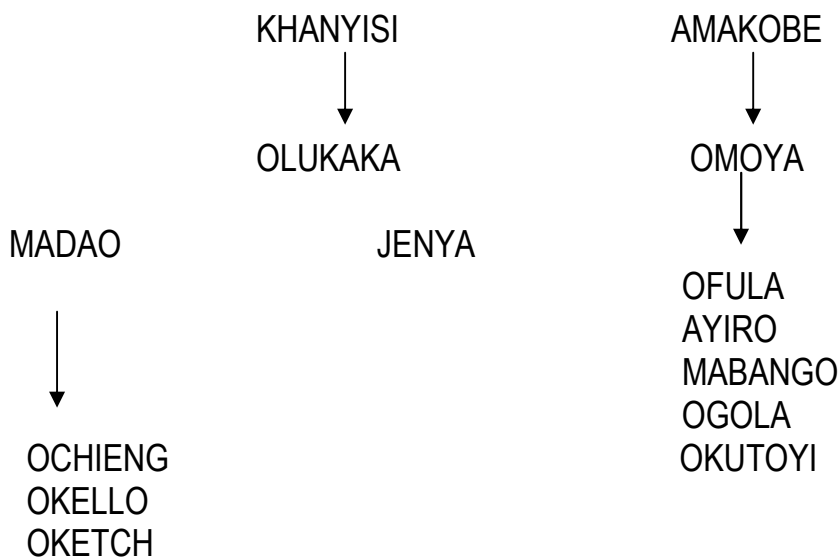 KHANYISI AMAKOBE
OLUKAKA OMOYA
MADAO JENYA
OFULA
AYIRO
MABANGO
OGOLA
OKUTOYI
OCHIENG
OKELLO
OKETCH